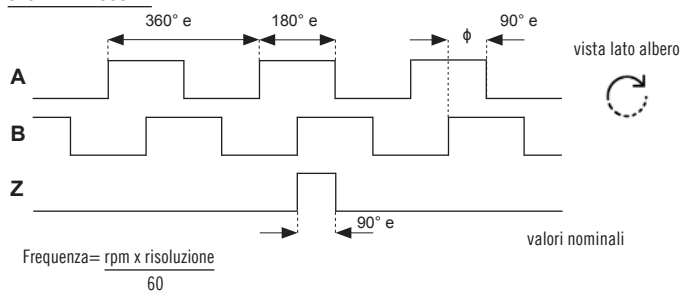 360° e 180° e ϕ 90° e
vista lato albero
A
B
Z
90° e
valori nominali
Frequenza= rpm x risoluzione
60